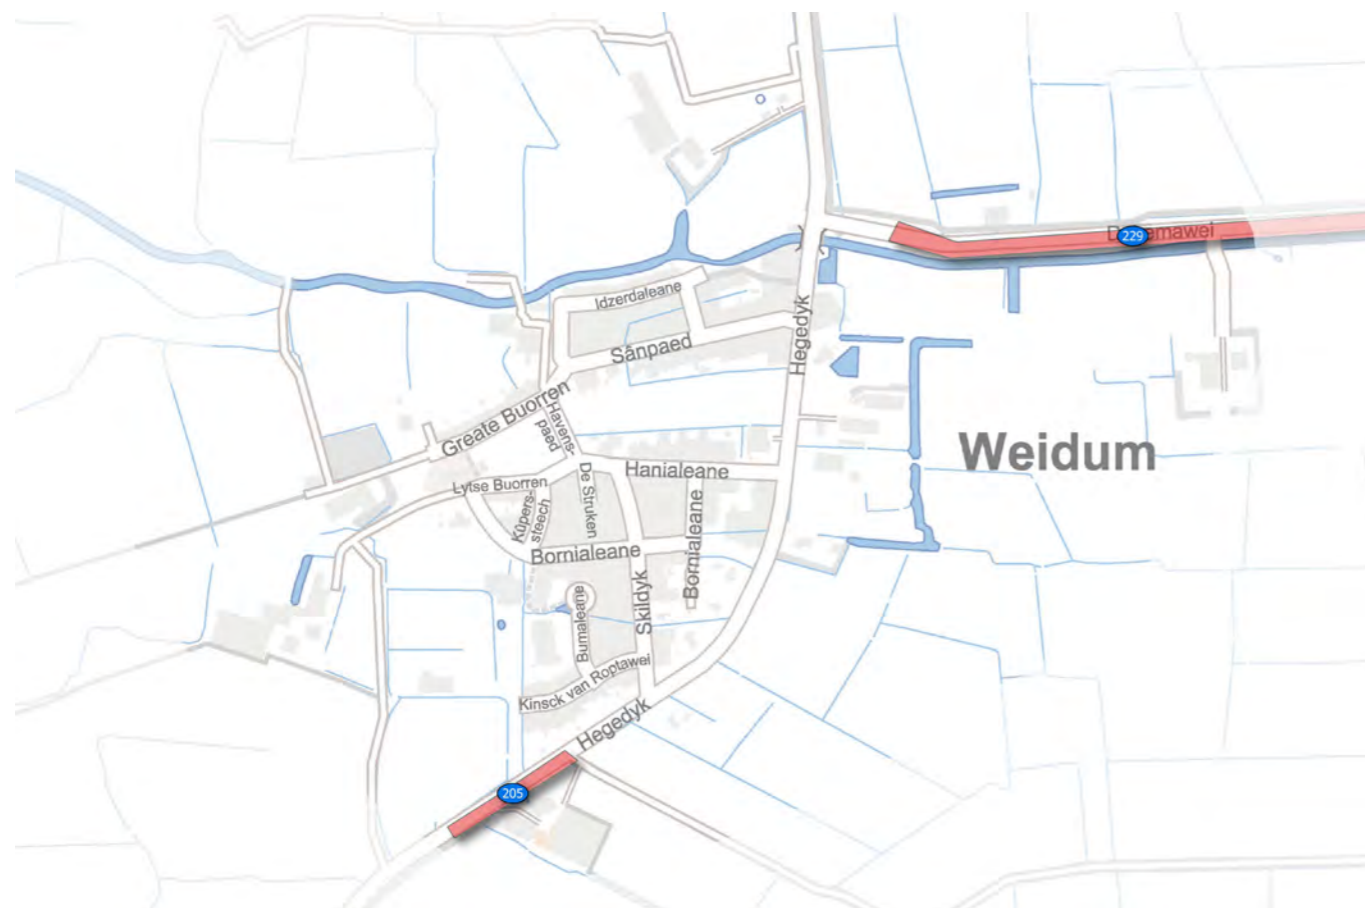 229
Idzerdaleane
Sânpaed
Hegedyk
Greate Buorren
Havens-
paed
Weidum
Hanialeane
Lytse Buorren
De Struken
Kûpers-
steech
Bornialeane
Bornialeane
Skildyk
Bumaleane
Kinsck van Roptawei
Hegedyk
205